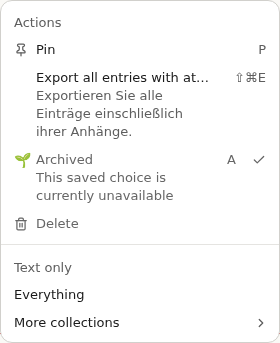 Actions
Pin P
Export all entries with at… ⇧⌘E
Exportieren Sie alle
Einträge einschließlich
ihrer Anhänge.
🌱 Archived A
This saved choice is
currently unavailable
Delete
Text only
Everything
More collections